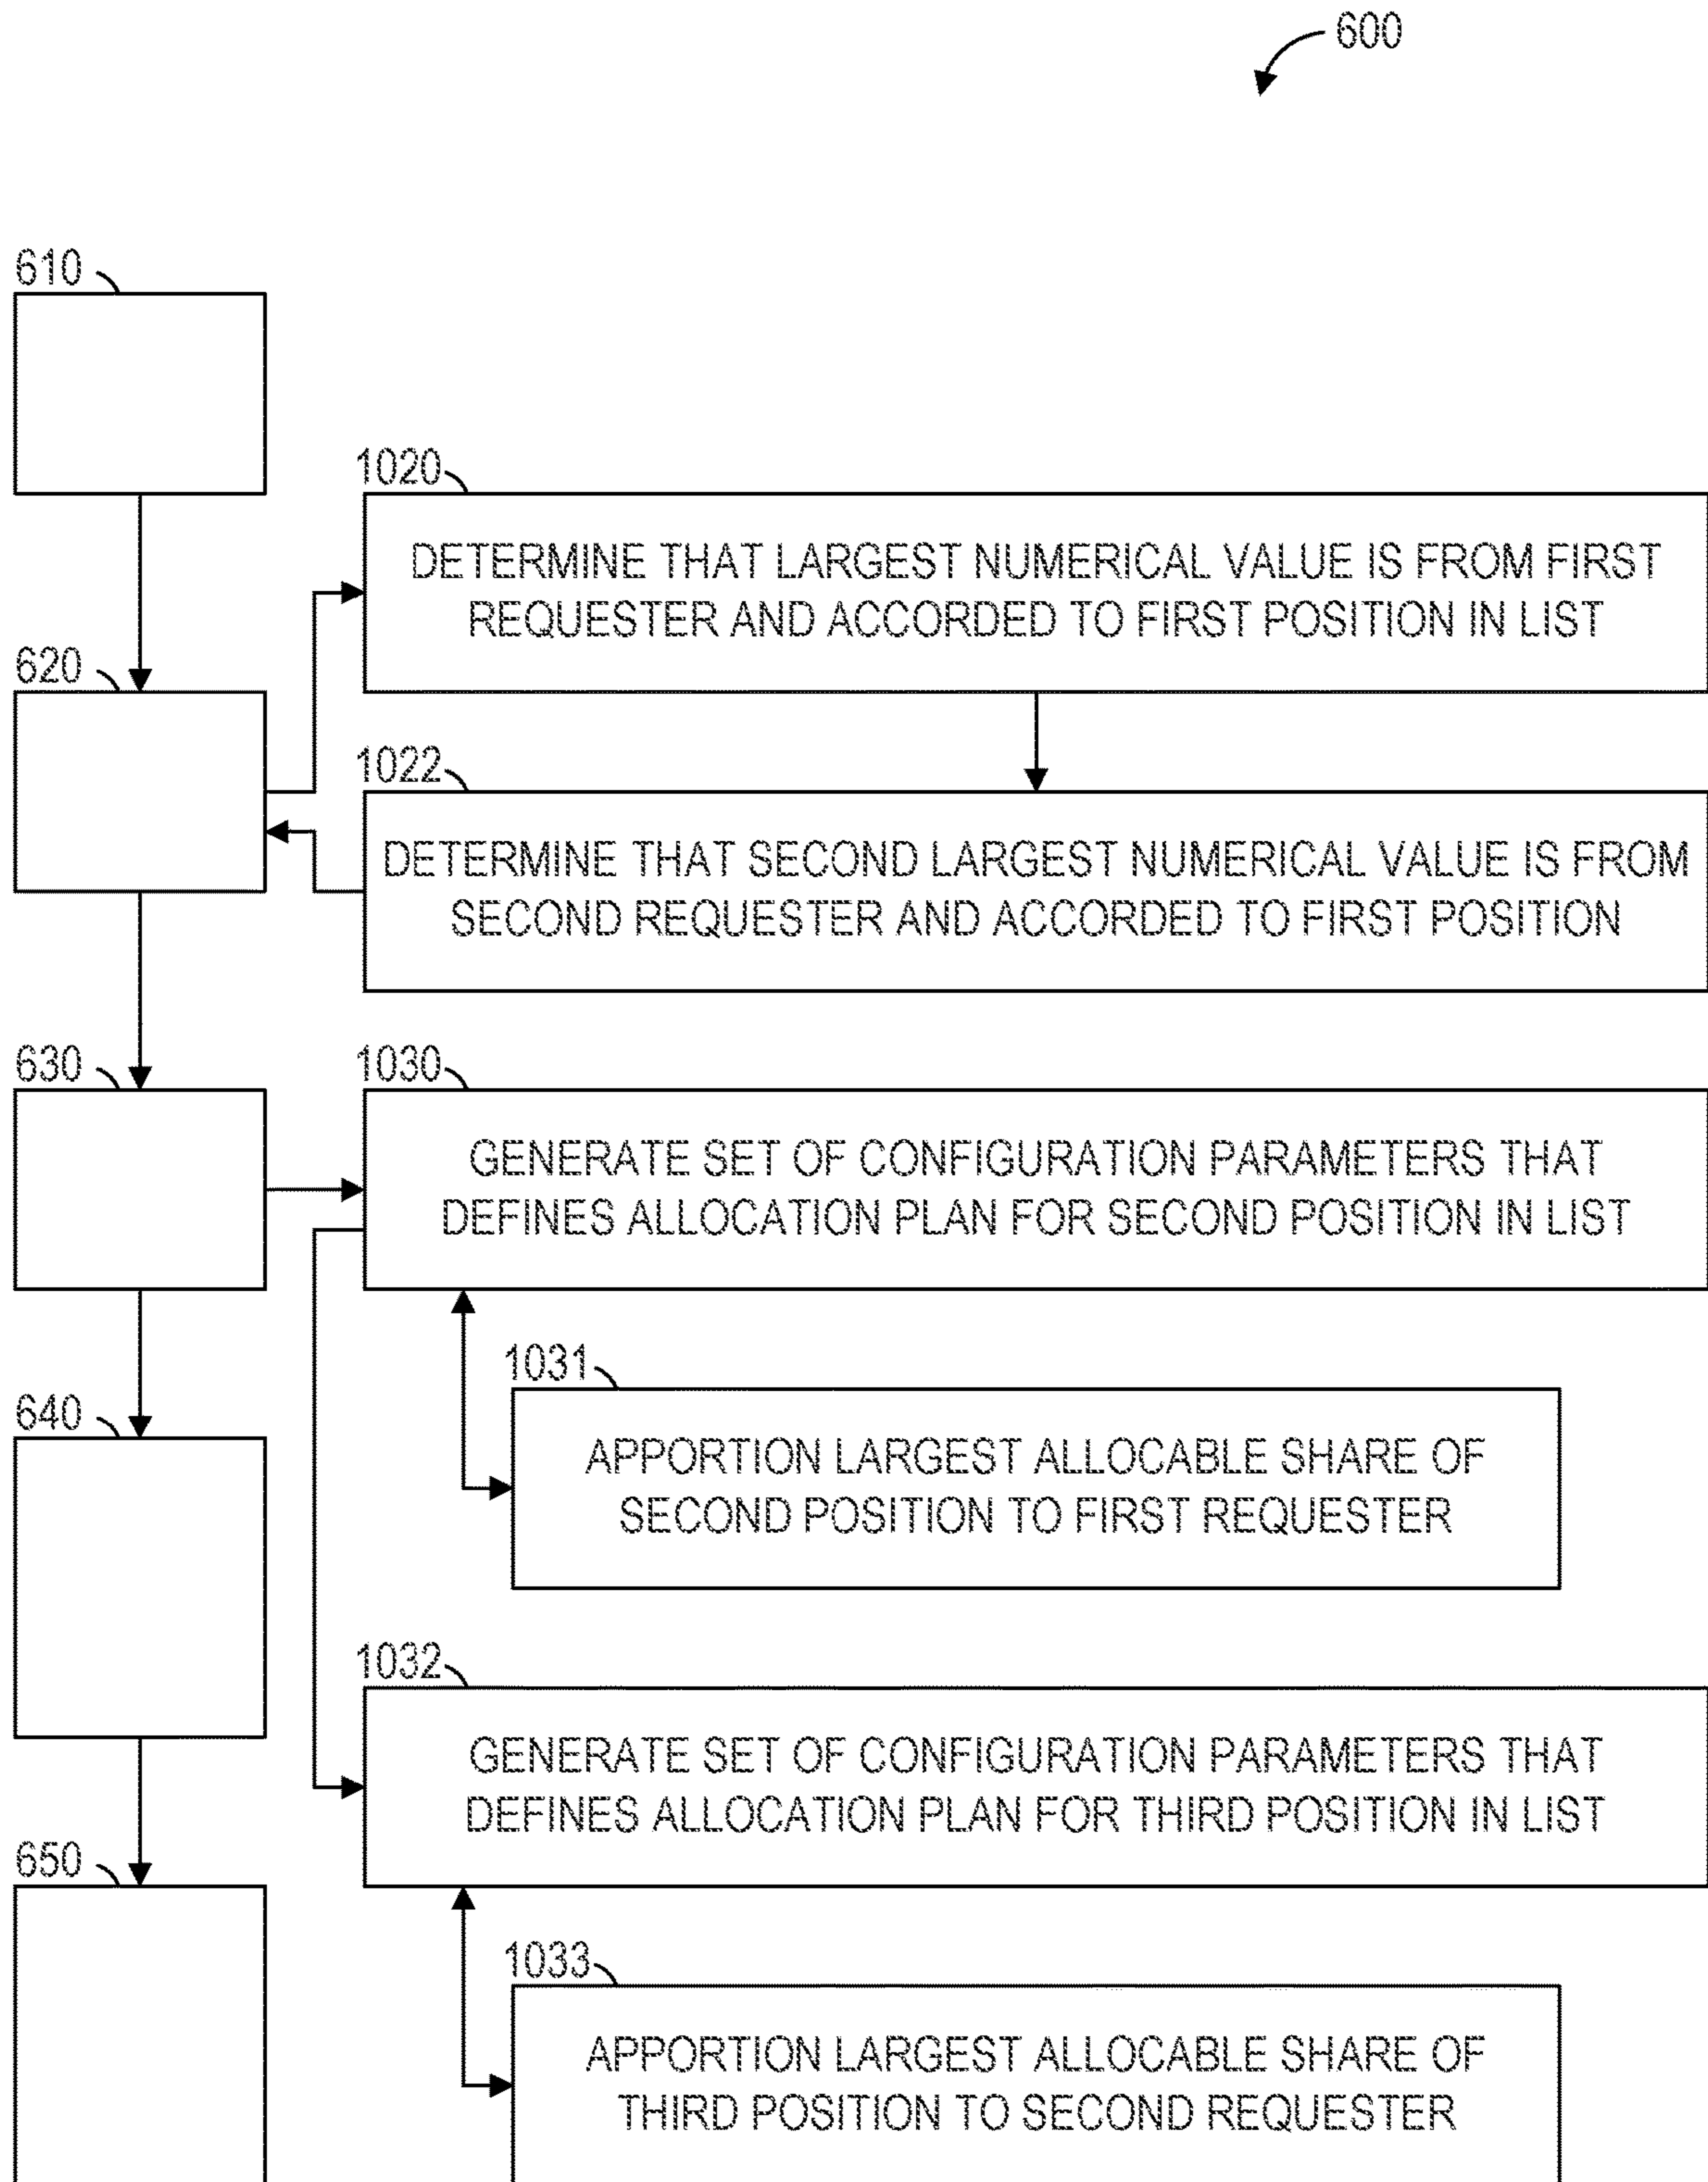 600
610
1020
DETERMINE THAT LARGEST NUMERICAL VALUE IS FROM FIRST
REQUESTER AND ACCORDED TO FIRST POSITION IN LIST
620
1022
DETERMINE THAT SECOND LARGEST NUMERICAL VALUE IS FROM
SECOND REQUESTER AND ACCORDED TO FIRST POSITION
630
1030
GENERATE SET OF CONFIGURATION PARAMETERS THAT
DEFINES ALLOCATION PLAN FOR SECOND POSITION IN LIST
1031
APPORTION LARGEST ALLOCABLE SHARE OF
SECOND POSITION TO FIRST REQUESTER
640
1032
GENERATE SET OF CONFIGURATION PARAMETERS THAT
DEFINES ALLOCATION PLAN FOR THIRD POSITION IN LIST
650
1033
APPORTION LARGEST ALLOCABLE SHARE OF
THIRD POSITION TO SECOND REQUESTER